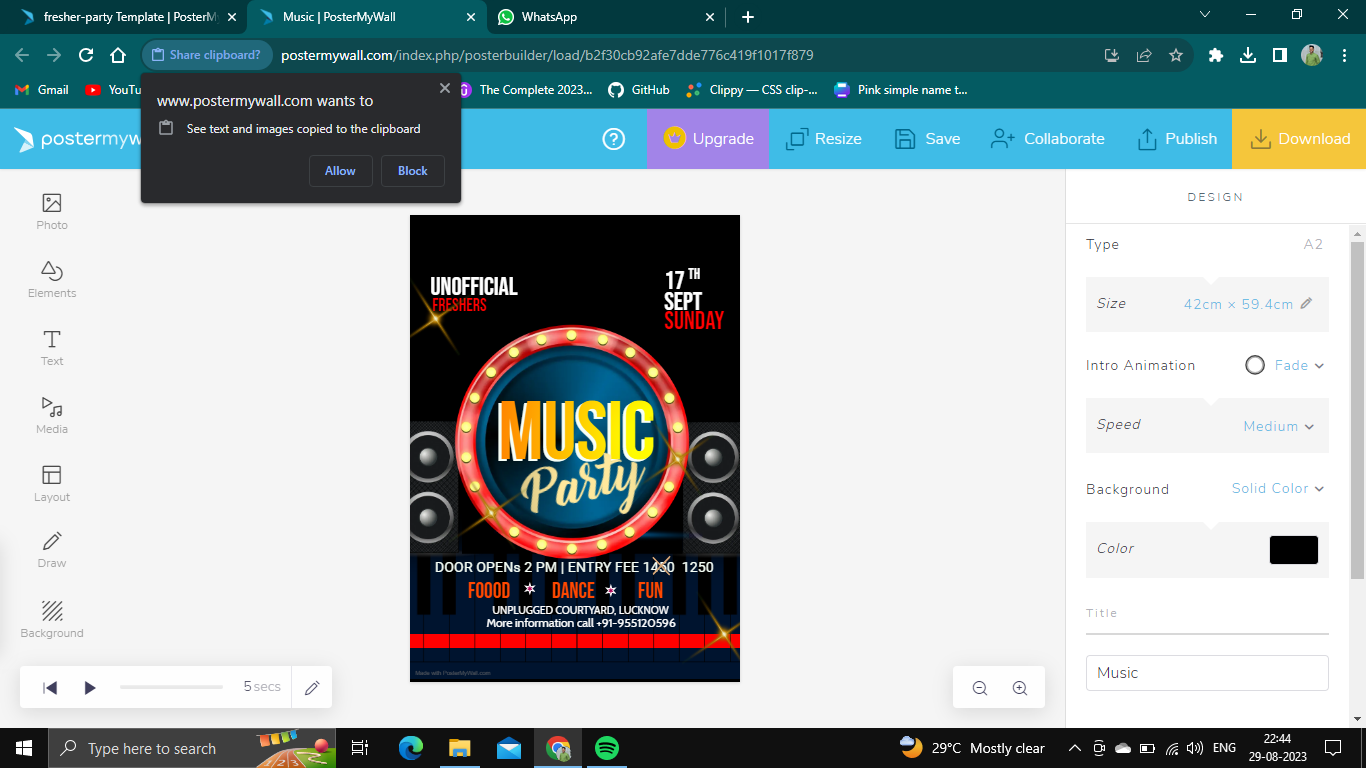 fresher-party Template | PosterM
Music | PosterMyWall
WhatsApp
Share clipboard?
postermywall.com/index.php/posterbuilder/load/b2f30cb92afe7dde776c419f1017f879
Gmail
YouTu
The Complete 2023...
GitHub
Clippy — CSS clip-...
Pink simple name t...
www.postermywall.com wants to
See text and images copied to the clipboard
Allow
Block
postermyw
Upgrade
Resize
Save
Collaborate
Publish
Download
Photo
Elements
Text
Media
Layout
Draw
Background
UNOFFICIAL
FRESHERS
17 TH
SEPT
SUNDAY
MUSIC
Party
DOOR OPENs 2 PM | ENTRY FEE 1450 1250
FOOOD DANCE FUN
UNPLUGGED COURTYARD, LUCKNOW
More information call +91-955120596
Made with PosterMyWall.com
DESIGN
Type A2
Size 42cm × 59.4cm
Intro Animation Fade
Speed Medium
Background Solid Color
Color
Title
Music
5 secs
Type here to search
29°C Mostly clear
ENG
22:44
29-08-2023